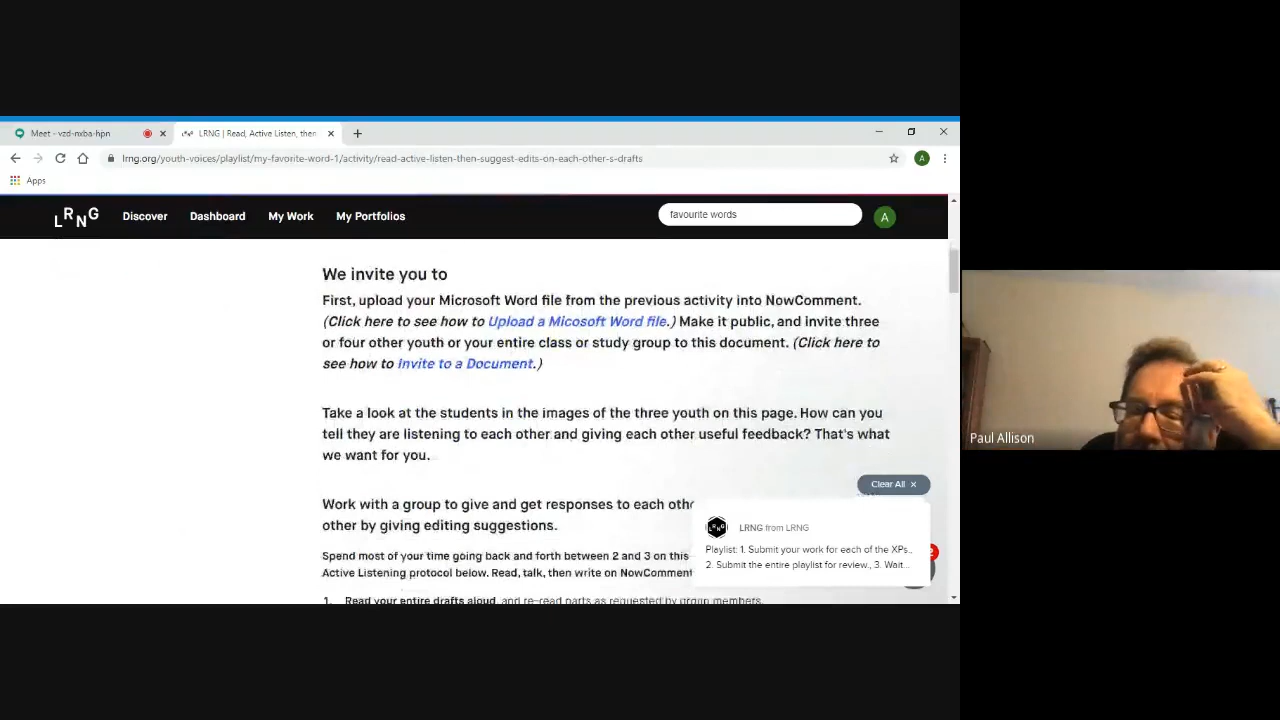 Meet - vzd-nxba-hpn
LRNG | Read, Active Listen, then
lrng.org/youth-voices/playlist/my-favorite-word-1/activity/read-active-listen-then-suggest-edits-on-each-other-s-drafts
A
Apps
LRNG
Discover
Dashboard
My Work
My Portfolios
favourite words
A
We invite you to
First, upload your Microsoft Word file from the previous activity into NowComment.
(Click here to see how to Upload a Micosoft Word file.) Make it public, and invite three
or four other youth or your entire class or study group to this document. (Click here to
see how to Invite to a Document.)
Take a look at the students in the images of the three youth on this page. How can you
tell they are listening to each other and giving each other useful feedback? That's what
we want for you.
Work with a group to give and get responses to each
other by giving editing suggestions.
Spend most of your time going back and forth between 2 and 3 on this
Active Listening protocol below. Read, talk, then write on NowComment
1. Read your entire drafts aloud, and re-read parts as requested by group members.
Clear All ×
LRNG from LRNG
Playlist: 1. Submit your work for each of the XPs.,
2. Submit the entire playlist for review., 3. Wait...
Paul Allison